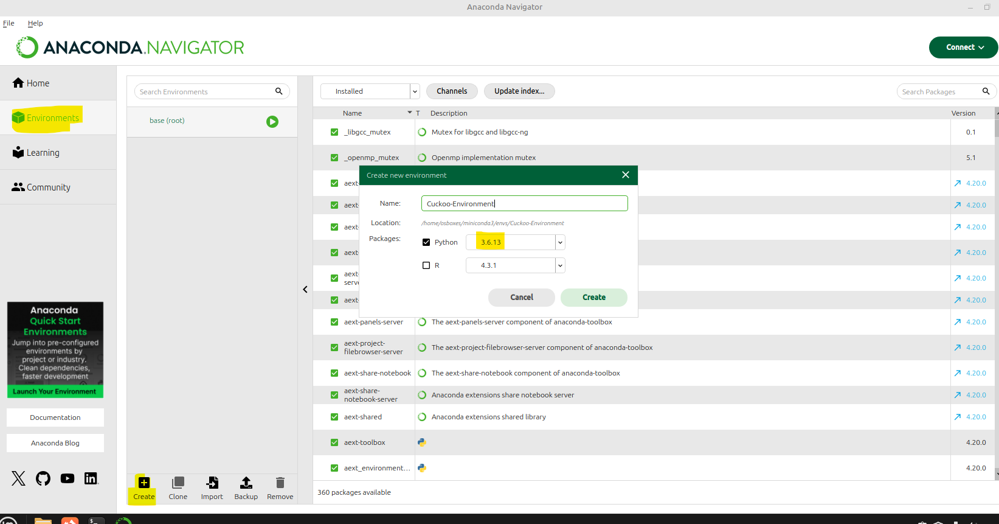 Anaconda Navigator
File Help
ANACONDA.NAVIGATOR
Connect
Home
Environments
Learning
Community
Anaconda
Quick Start
Environments
Jump into pre-configured
environments by
project or industry.
Clean dependencies,
faster development
Launch Your Environment
Documentation
Anaconda Blog
Search Environments
base (root)
Create Clone Import Backup Remove
Installed Channels Update index... Search Packages
Name T Description Version
_libgcc_mutex Mutex for libgcc and libgcc-ng 0.1
_openmp_mutex Openmp implementation mutex 5.1
aext- 4.20.0
aext- 4.20.0
aext- 4.20.0
aext- 4.20.0
aext-
serve 4.20.0
aext- 4.20.0
aext-panels-server The aext-panels-server component of anaconda-toolbox 4.20.0
aext-project-
filebrowser-server The aext-project-filebrowser-server component of anaconda-toolbox 4.20.0
aext-share-notebook The aext-share-notebook component of anaconda-toolbox 4.20.0
aext-share-
notebook-server Anaconda extensions share notebook server 4.20.0
aext-shared Anaconda extensions shared library 4.20.0
aext-toolbox 4.20.0
aext_environment... 4.20.0
360 packages available
Create new environment
Name: Cuckoo-Environment
Location: /home/osboxes/miniconda3/envs/Cuckoo-Environment
Packages: Python 3.6.13
R 4.3.1
Cancel Create